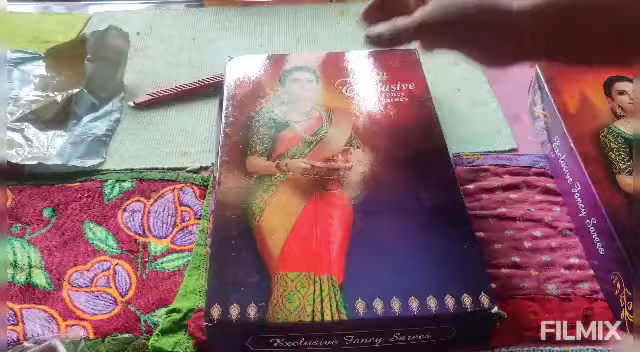 Exclusive
Fancy
Sarees
Exclusive Fancy Sarees
Exclusive Fancy Sarees
FILMIX